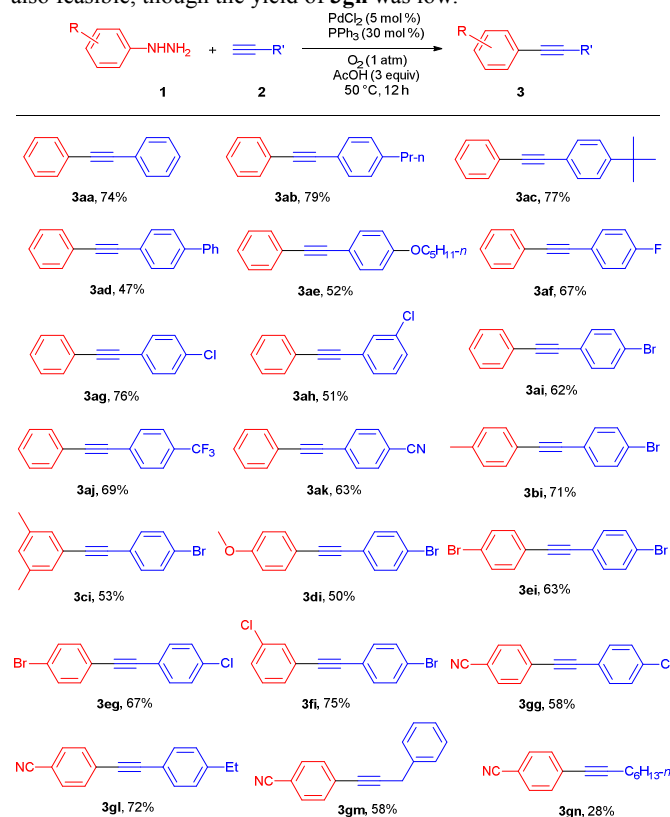 also feasible, though the yield of 3gn was low.
R
NHNH2
+
R'
PdCl2 (5 mol %)
PPh3 (30 mol %)
O2 (1 atm)
AcOH (3 equiv)
50 °C, 12 h
R
R'
1
2
3
3aa, 74%
Pr-n
3ab, 79%
3ac, 77%
Ph
3ad, 47%
OC5H11-n
3ae, 52%
F
3af, 67%
Cl
3ag, 76%
Cl
3ah, 51%
Br
3ai, 62%
CF3
3aj, 69%
CN
3ak, 63%
Br
3bi, 71%
Br
3ci, 53%
O
Br
3di, 50%
Br
Br
3ei, 63%
Br
Cl
3eg, 67%
Cl
Br
3fi, 75%
NC
C
3gg, 58%
NC
Et
3gl, 72%
NC
3gm, 58%
NC
C6H13-n
3gn, 28%